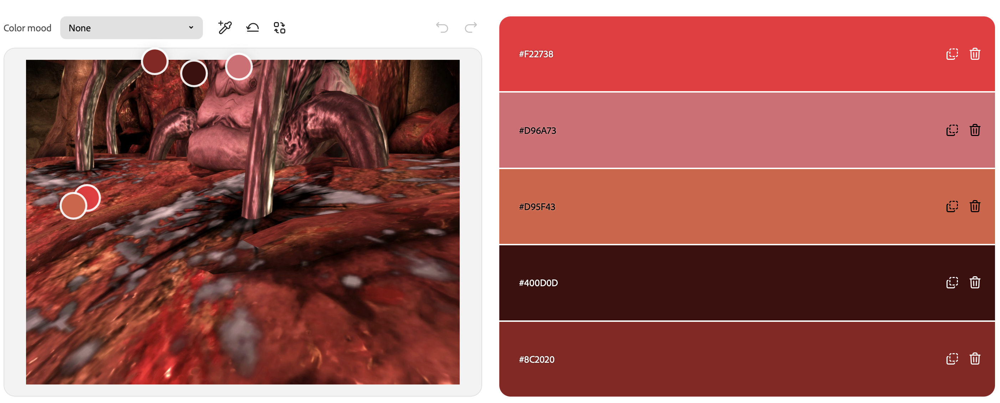 Color mood
None
#F22738
#D96A73
#D95F43
#400D0D
#8C2020